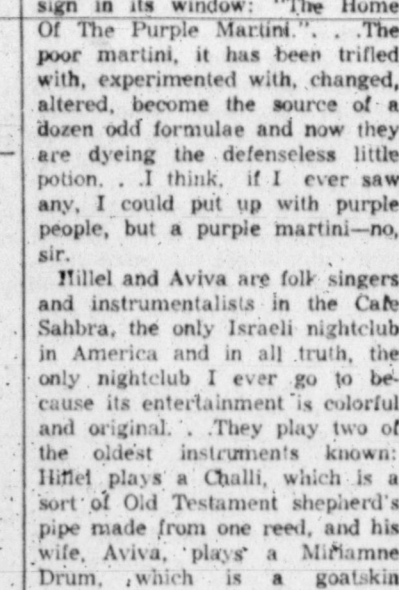 sign in its window: "The Home
Of The Purple Martini.". . .The
poor martini, it has been trifled
with, experimented with, changed,
altered, become the source of a
dozen odd formulae and now they
are dyeing the defenseless little
potion. . .I think, if I ever saw
any, I could put up with purple
people, but a purple martini—no,
sir.
Hillel and Aviva are folk singers
and instrumentalists in the Cafe
Sahbra, the only Israeli nightclub
in America and in all truth, the
only nightclub I ever go to be-
cause its entertainment is colorful
and original. . .They play two of
the oldest instruments known:
Hillel plays a Challi, which is a
sort of Old Testament shepherd's
pipe made from one reed, and his
wife, Aviva, plays a Miriamne
Drum, which is a goatskin